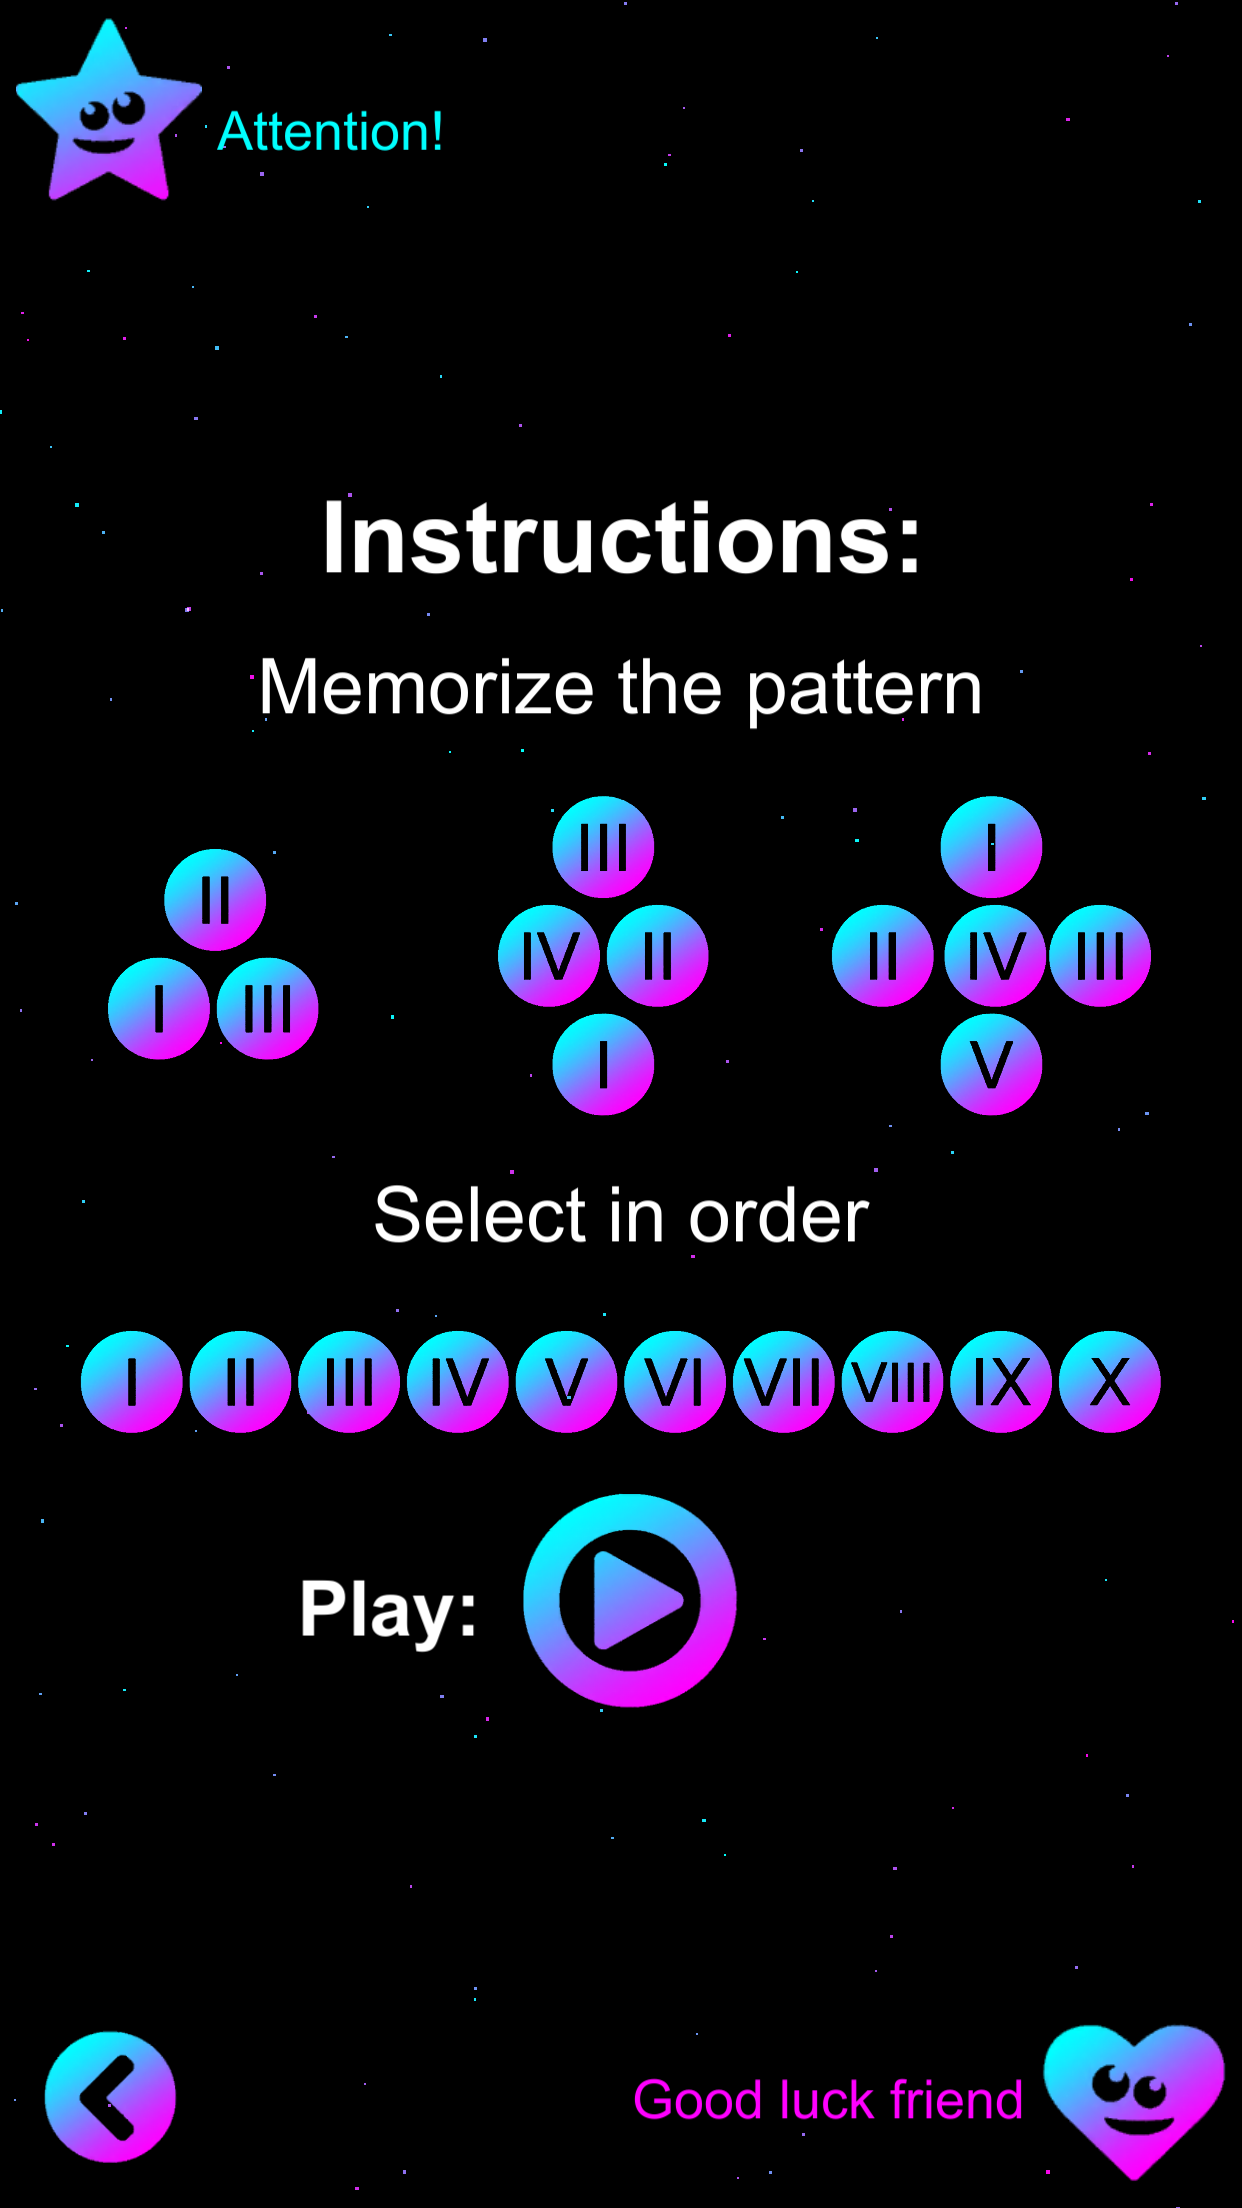 Attention!
Instructions:
Memorize the pattern
III I
II
IV II II IV III
I III
I V
Select in order
I II III IV V VI VII VIII IX X
Play:
Good luck friend